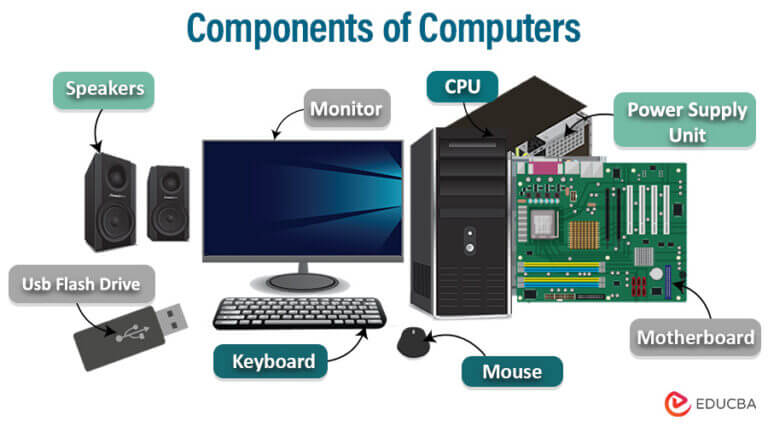 Components of Computers
Speakers
Monitor
CPU
Power Supply
Unit
Usb Flash Drive
Keyboard
Mouse
Motherboard
EDUCBA